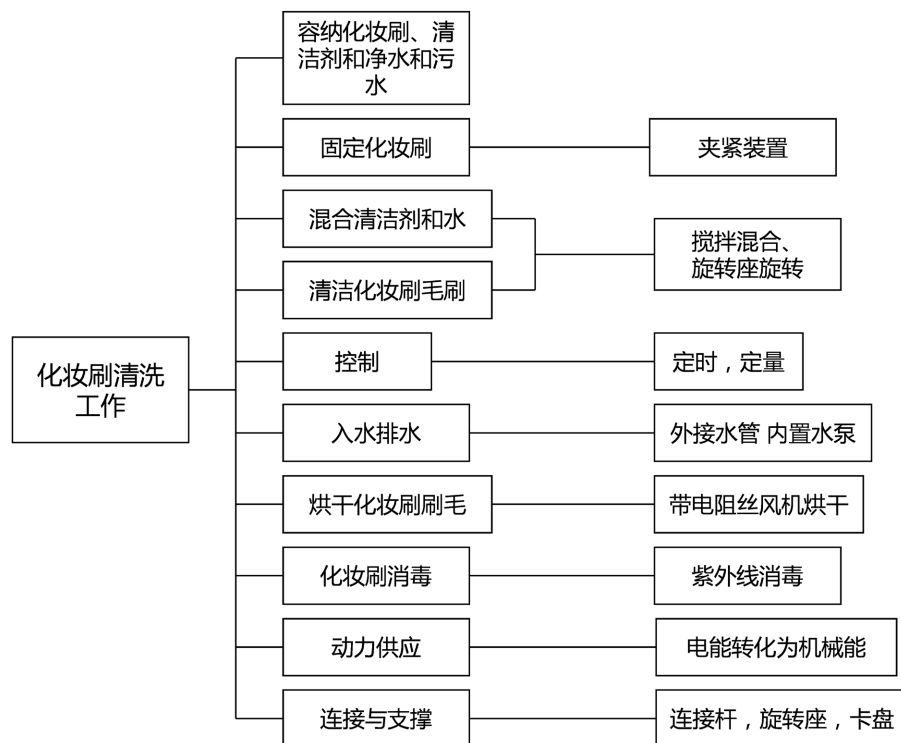 容纳化妆刷、清
洁剂和净水和污
水
固定化妆刷
夹紧装置
混合清洁剂和水
搅拌混合、
旋转座旋转
清洁化妆刷毛刷
化妆刷清洗
工作
控制
定时，定量
入水排水
外接水管 内置水泵
烘干化妆刷刷毛
带电阻丝风机烘干
化妆刷消毒
紫外线消毒
动力供应
电能转化为机械能
连接与支撑
连接杆，旋转座，卡盘